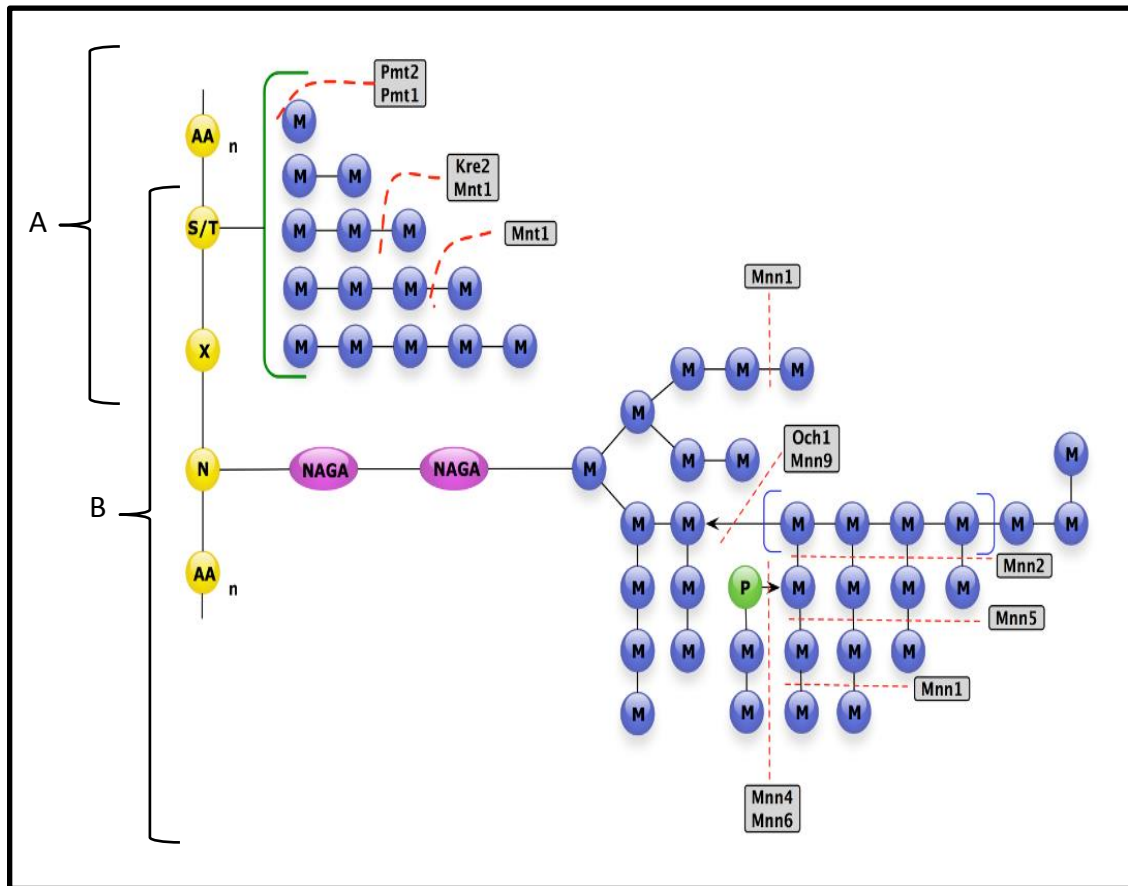 Pmt2
Pmt1
M
AA n
Kre2
Mnt1
M M
A
S/T
M M M
Mnt1
Mnn1
M M M M
X
M M M M M
M M M
M
Och1
Mnn9
M M
M
N
NAGA
NAGA
M
B
M M
M M M M M M
Mnn2
AA n
M M
P
M M M M
Mnn5
M M M
M M M
Mnn1
M M
M M
Mnn4
Mnn6